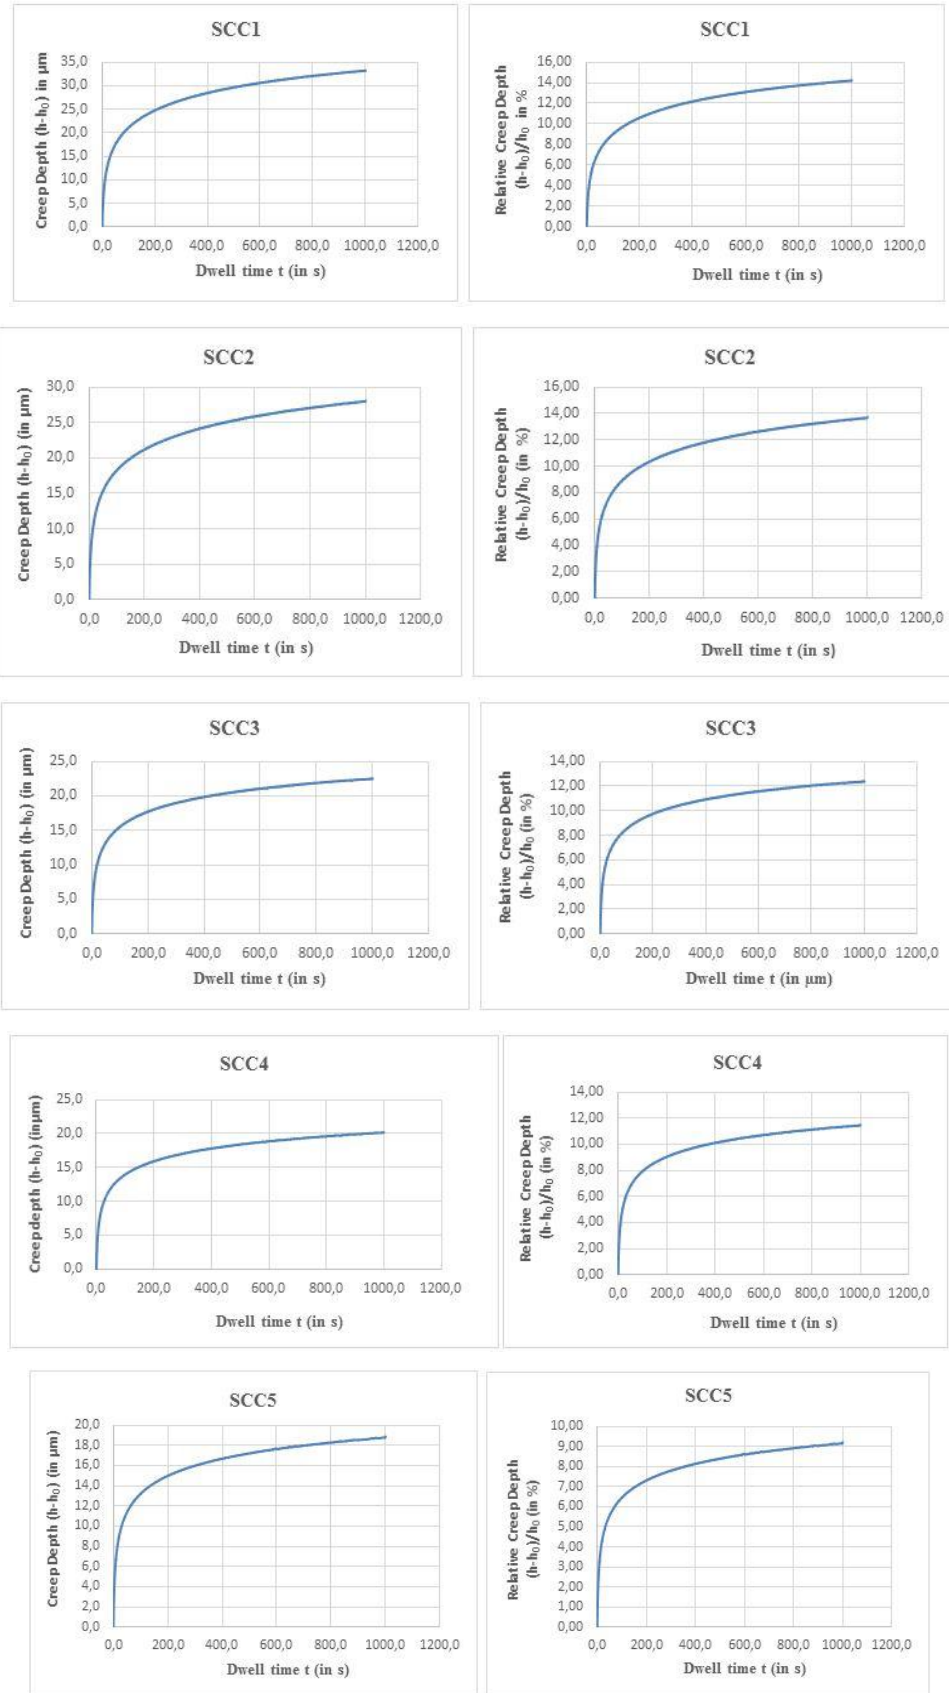 SCC1
Creep Depth (h-h₀) in µm
35,0
30,0
25,0
20,0
15,0
10,0
5,0
0,0
0,0 200,0 400,0 600,0 800,0 1000,0 1200,0
Dwell time t (in s)
SCC1
Relative Creep Depth
(h-h₀)/h₀ in %
16,00
14,00
12,00
10,00
8,00
6,00
4,00
2,00
0,00
0,0 200,0 400,0 600,0 800,0 1000,0 1200,0
Dwell time t (in s)
SCC2
Creep Depth (h-h₀) (in µm)
30,0
25,0
20,0
15,0
10,0
5,0
0,0
0,0 200,0 400,0 600,0 800,0 1000,0 1200,0
Dwell time t (in s)
SCC2
Relative Creep Depth
(h-h₀)/h₀ (in %)
16,00
14,00
12,00
10,00
8,00
6,00
4,00
2,00
0,00
0,0 200,0 400,0 600,0 800,0 1000,0 1200,0
Dwell time t (in s)
SCC3
Creep Depth (h-h₀) (in µm)
25,0
20,0
15,0
10,0
5,0
0,0
0,0 200,0 400,0 600,0 800,0 1000,0 1200,0
Dwell time t (in s)
SCC3
Relative Creep Depth
(h-h₀)/h₀ (in %)
14,00
12,00
10,00
8,00
6,00
4,00
2,00
0,00
0,0 200,0 400,0 600,0 800,0 1000,0 1200,0
Dwell time t (in µm)
SCC4
Creep depth (h-h₀) (in µm)
25,0
20,0
15,0
10,0
5,0
0,0
0,0 200,0 400,0 600,0 800,0 1000,0 1200,0
Dwell time t (in s)
SCC4
Relative Creep Depth
(h-h₀)/h₀ (in %)
14,00
12,00
10,00
8,00
6,00
4,00
2,00
0,00
0,0 200,0 400,0 600,0 800,0 1000,0 1200,0
Dwell time t (in s)
SCC5
Creep Depth (h-h₀) (in µm)
20,0
18,0
16,0
14,0
12,0
10,0
8,0
6,0
4,0
2,0
0,0
0,0 200,0 400,0 600,0 800,0 1000,0 1200,0
Dwell time t (in s)
SCC5
Relative Creep Depth
(h-h₀)/h₀ (in %)
10,00
9,00
8,00
7,00
6,00
5,00
4,00
3,00
2,00
1,00
0,00
0,0 200,0 400,0 600,0 800,0 1000,0 1200,0
Dwell time t (in s)